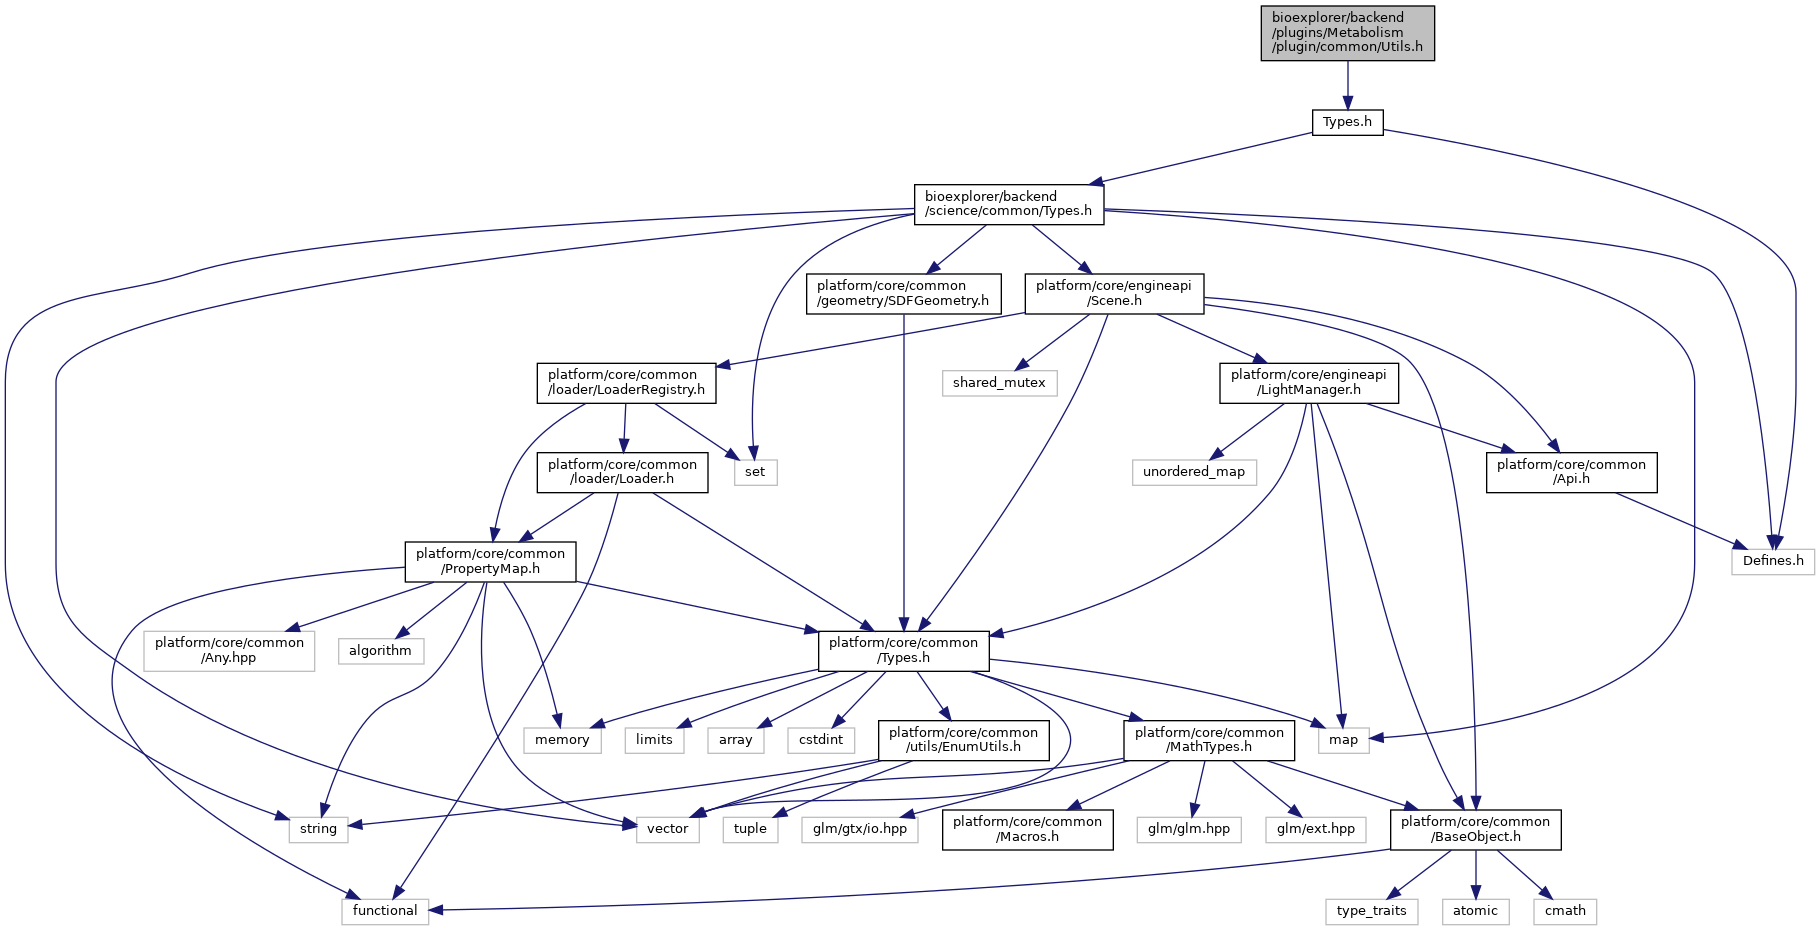 bioexplorer/backend
/plugins/Metabolism
/plugin/common/Utils.h
Types.h
bioexplorer/backend
/science/common/Types.h
platform/core/common
/geometry/SDFGeometry.h
platform/core/engineapi
/Scene.h
platform/core/common
/loader/LoaderRegistry.h
shared_mutex
platform/core/engineapi
/LightManager.h
platform/core/common
/loader/Loader.h
set
unordered_map
platform/core/common
/Api.h
platform/core/common
/PropertyMap.h
Defines.h
platform/core/common
/Any.hpp
algorithm
platform/core/common
/Types.h
memory
limits
array
cstdint
platform/core/common
/utils/EnumUtils.h
platform/core/common
/MathTypes.h
map
string
vector
tuple
glm/gtx/io.hpp
platform/core/common
/Macros.h
glm/glm.hpp
glm/ext.hpp
platform/core/common
/BaseObject.h
functional
type_traits
atomic
cmath